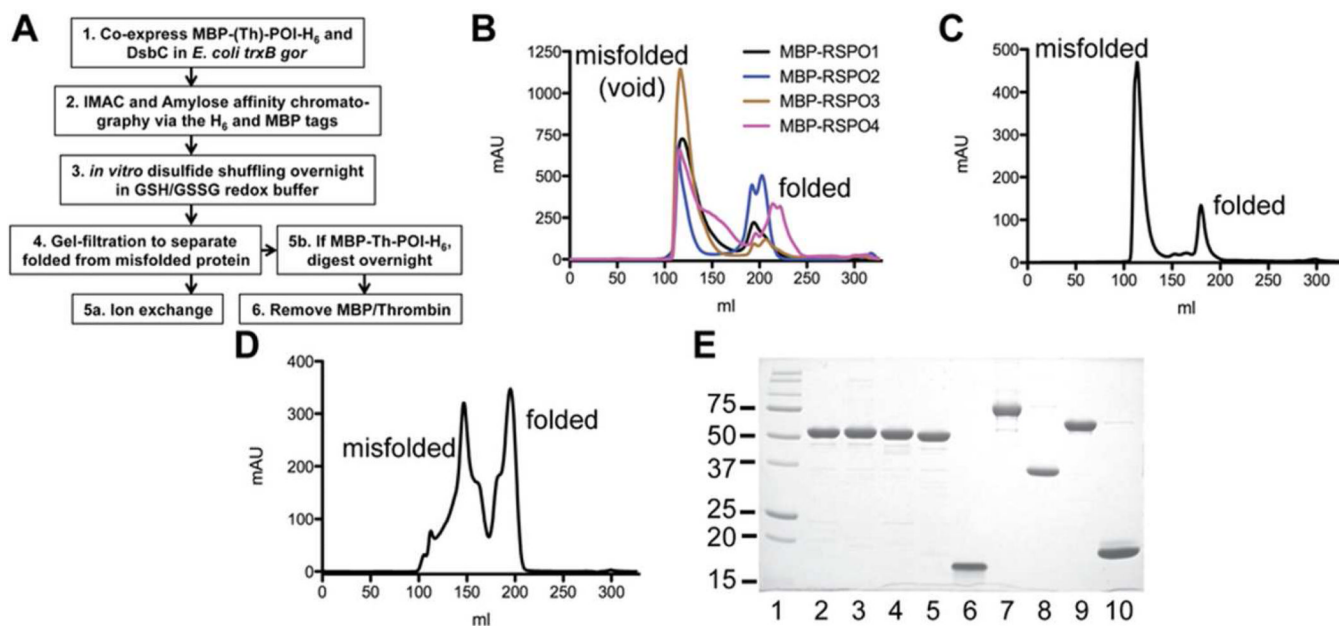 A
1. Co-express MBP-(Th)-POI-H6 and
DsbC in E. coli trxB gor
2. IMAC and Amylose affinity chromato-
graphy via the H6 and MBP tags
3. in vitro disulfide shuffling overnight
in GSH/GSSG redox buffer
4. Gel-filtration to separate
folded from misfolded protein
5b. If MBP-Th-POI-H6,
digest overnight
5a. Ion exchange
6. Remove MBP/Thrombin
B
misfolded
(void)
folded
MBP-RSPO1
MBP-RSPO2
MBP-RSPO3
MBP-RSPO4
1250
1000
750
500
250
0
mAU
0 50 100 150 200 250 300
ml
C
misfolded
folded
500
400
300
200
100
0
mAU
0 50 100 150 200 250 300
ml
D
misfolded
folded
400
300
200
100
0
mAU
0 50 100 150 200 250 300
ml
E
75
50
37
25
20
15
1 2 3 4 5 6 7 8 9 10